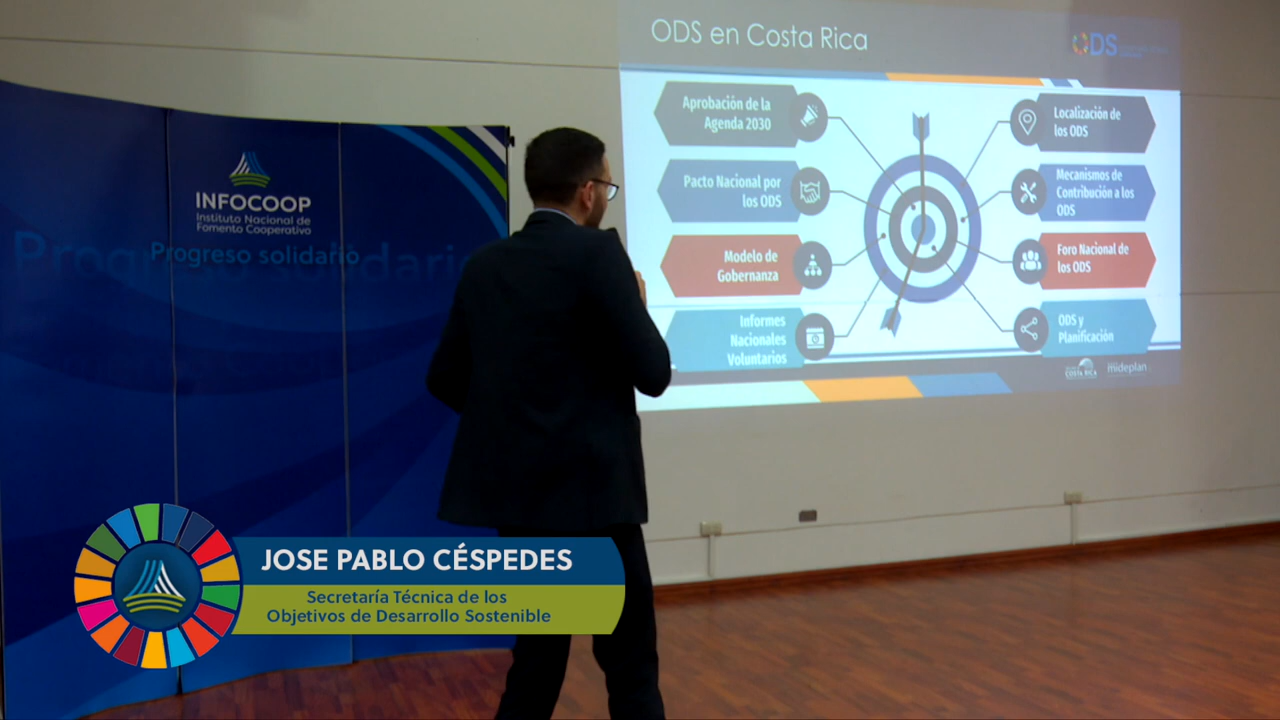 ODS en Costa Rica
ODS
Aprobación de la
Agenda 2030
Pacto Nacional por
los ODS
Modelo de
Gobernanza
Informes
Nacionales
Voluntarios
Localización de
los ODS
Mecanismos de
Contribución a los
ODS
Foro Nacional de
los ODS
ODS y
Planificación
COSTA RICA
mideplan
INFOCOOP
Instituto Nacional de
Fomento Cooperativo
Progreso solidario
Progreso solidario
JOSE PABLO CÉSPEDES
Secretaría Técnica de los
Objetivos de Desarrollo Sostenible